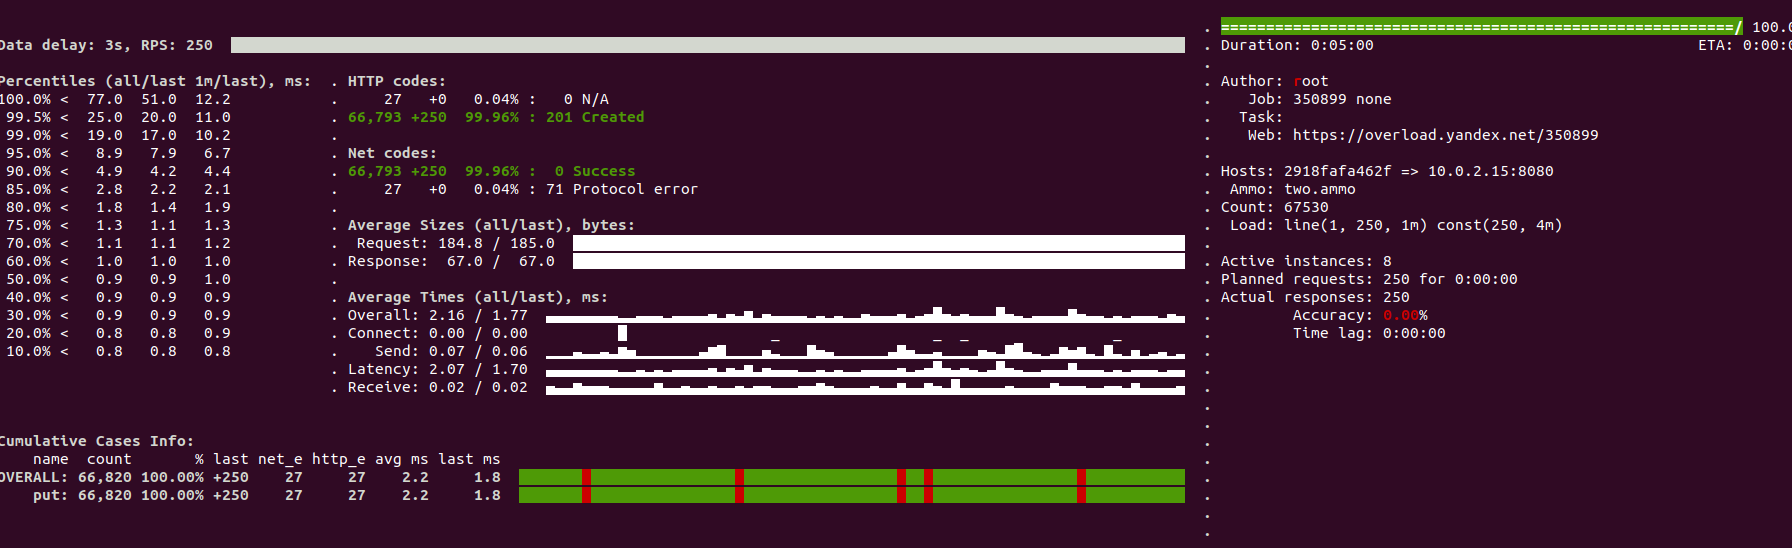 Data delay: 3s, RPS: 250
Percentiles (all/last 1m/last), ms:
100.0% < 77.0 51.0 12.2
99.5% < 25.0 20.0 11.0
99.0% < 19.0 17.0 10.2
95.0% < 8.9 7.9 6.7
90.0% < 4.9 4.2 4.4
85.0% < 2.8 2.2 2.1
80.0% < 1.8 1.4 1.9
75.0% < 1.3 1.1 1.3
70.0% < 1.1 1.1 1.2
60.0% < 1.0 1.0 1.0
50.0% < 0.9 0.9 1.0
40.0% < 0.9 0.9 0.9
30.0% < 0.9 0.9 0.9
20.0% < 0.8 0.8 0.9
10.0% < 0.8 0.8 0.8
. HTTP codes:
. 27 +0 0.04% : 0 N/A
. 66,793 +250 99.96% : 201 Created
.
. Net codes:
. 66,793 +250 99.96% : 0 Success
. 27 +0 0.04% : 71 Protocol error
.
. Average Sizes (all/last), bytes:
. Request: 184.8 / 185.0
. Response: 67.0 / 67.0
.
. Average Times (all/last), ms:
. Overall: 2.16 / 1.77
. Connect: 0.00 / 0.00
. Send: 0.07 / 0.06
. Latency: 2.07 / 1.70
. Receive: 0.02 / 0.02
Cumulative Cases Info:
name count % last net_e http_e avg ms last ms
OVERALL: 66,820 100.00% +250 27 27 2.2 1.8
put: 66,820 100.00% +250 27 27 2.2 1.8
. =========================================================/ 100.0
. Duration: 0:05:00 ETA: 0:00:0
.
. Author: root
. Job: 350899 none
. Task:
. Web: https://overload.yandex.net/350899
.
. Hosts: 2918fafa462f => 10.0.2.15:8080
. Ammo: two.ammo
. Count: 67530
. Load: line(1, 250, 1m) const(250, 4m)
.
. Active instances: 8
. Planned requests: 250 for 0:00:00
. Actual responses: 250
. Accuracy: 0.00%
. Time lag: 0:00:00
.
.
.
.
.
.
.
.
.
.
.